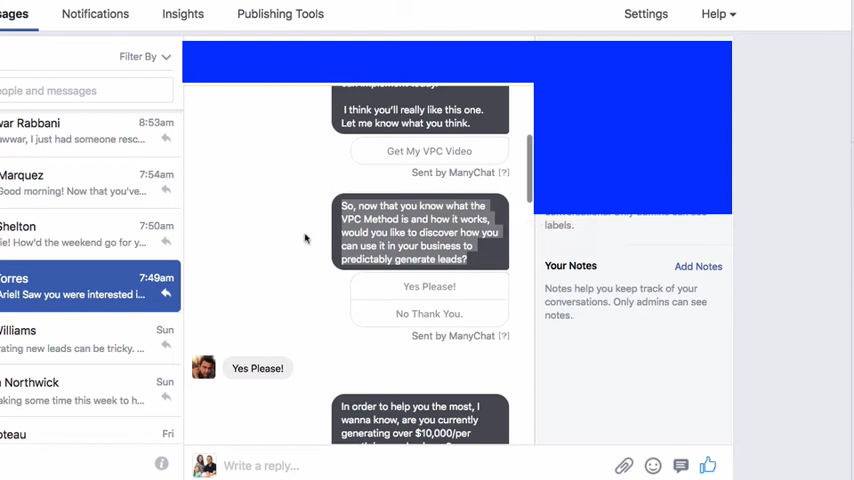 sages Notifications Insights Publishing Tools Settings Help
Filter By
eople and messages
war Rabbani 8:53am
awwar, I just had someone resc...
Marquez 7:54am
Good morning! Now that you've...
Shelton 7:50am
ie! How'd the weekend go for y...
Torres 7:49am
Ariel! Saw you were interested i...
Williams Sun
rating new leads can be tricky. ...
n Northwick Sun
aking some time this week to h...
oteau Fri
I think you'll really like this one.
Let me know what you think.
Get My VPC Video
Sent by ManyChat [?]
So, now that you know what the
VPC Method is and how it works,
would you like to discover how you
can use it in your business to
predictably generate leads?
Yes Please!
No Thank You.
Sent by ManyChat [?]
Yes Please!
In order to help you the most, I
wanna know, are you currently
generating over $10,000/per
Write a reply...
labels.
Your Notes Add Notes
Notes help you keep track of your
conversations. Only admins can see
notes.